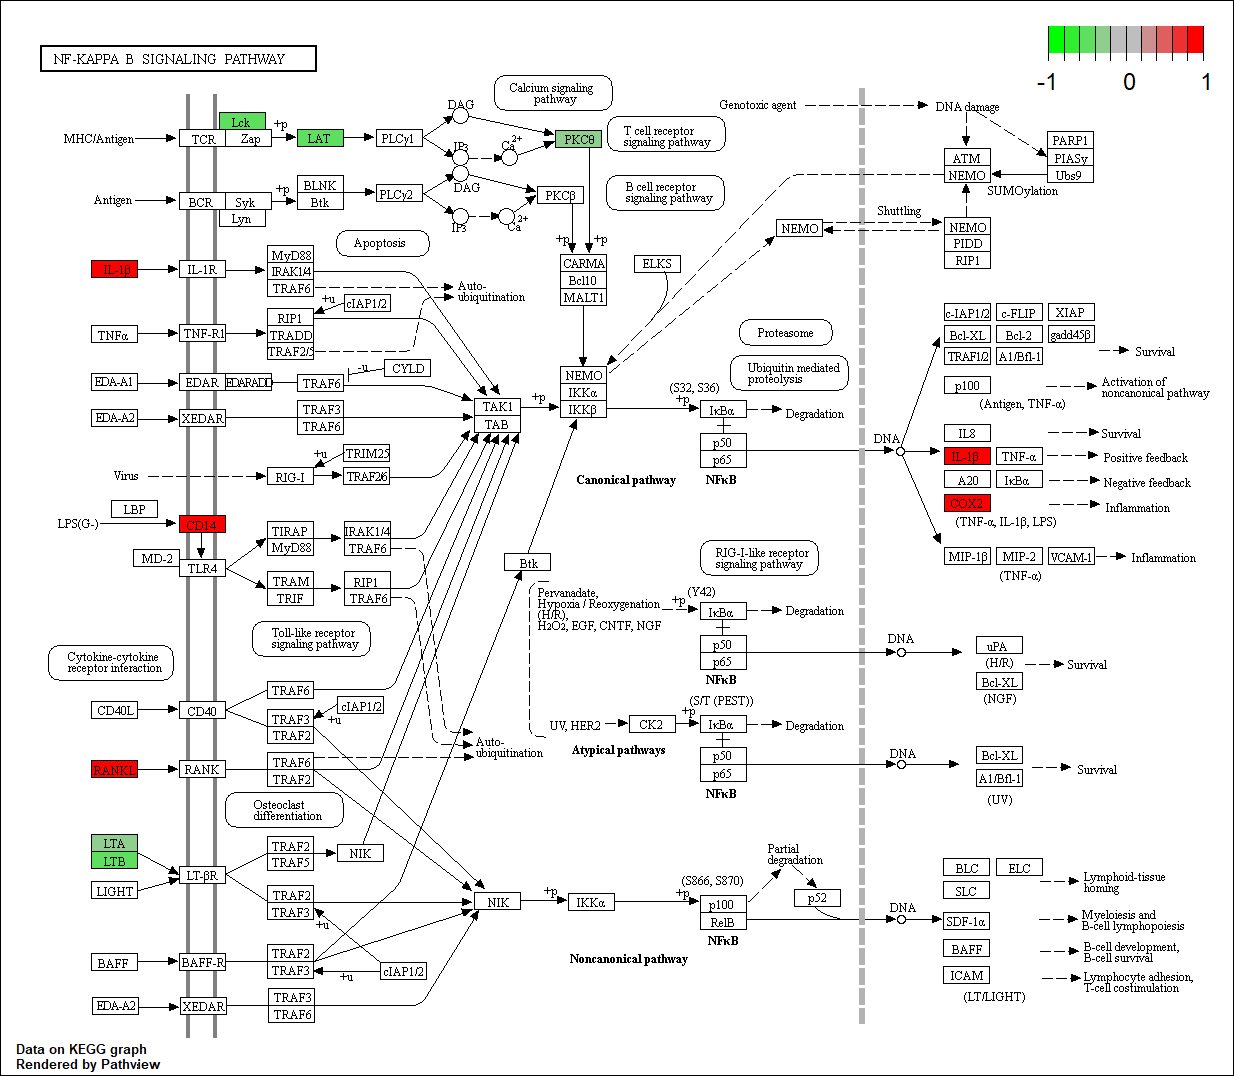 NF-KAPPA B SIGNALING PATHWAY
-1 0 1
Calcium signaling
pathway
DAG
Genotoxic agent
DNA damage
Lck
+p
MHC/Antigen
TCR
Zap
LAT
PLCγ1
IP3
Ca2+
PKCθ
T cell receptor
signaling pathway
PARP1
ATM
PIASγ
NEMO
Ubs9
SUMOylation
Antigen
BCR
Syk
Lyn
+p
BLNK
Btk
PLCγ2
DAG
IP3
Ca2+
PKCβ
B cell receptor
signaling pathway
Shuttling
NEMO
NEMO
PIDD
RIP1
Apoptosis
+p
+p
IL-1β
IL-1R
MyD88
IRAK1/4
TRAF6
Auto-
ubiquitination
CARMA
Bcl10
MALT1
ELKS
+u
cIAP1/2
TNFα
TNF-R1
RIP1
TRADD
TRAF2/5
Proteasome
c-IAP1/2
c-FLIP
XIAP
Bcl-XL
Bcl-2
gadd45β
TRAF1/2
A1/Bfl-1
Survival
-u
CYLD
EDA-A1
EDAR
EDARADD
TRAF6
NEMO
IKKα
IKKβ
Ubiquitin mediated
proteolysis
p100
Activation of
noncanonical pathway
(Antigen, TNF-α)
EDA-A2
XEDAR
TRAF3
TRAF6
TAK1
TAB
+p
(S32, S36)
+p
IκBα
Degradation
p50
p65
NFκB
Canonical pathway
DNA
IL8
Survival
IL-1β
TNF-α
Positive feedback
A20
IκBα
Negative feedback
COX2
Inflammation
(TNF-α, IL-1β, LPS)
Virus
RIG-I
+u
TRIM25
TRAF2/6
LPS(G-)
LBP
CD14
MD-2
TLR4
TIRAP
MyD88
IRAK1/4
TRAF6
TRAM
TRIF
RIP1
TRAF6
Btk
MIP-1β
MIP-2
VCAM-1
Inflammation
(TNF-α)
RIG-I-like receptor
signaling pathway
Pervanadate,
Hypoxia / Reoxygenation
(H/R),
H2O2, EGF, CNTF, NGF
+p
(Y42)
IκBα
Degradation
p50
p65
NFκB
DNA
uPA
(H/R)
Bcl-XL
(NGF)
Survival
Toll-like receptor
signaling pathway
Cytokine-cytokine
receptor interaction
CD40L
CD40
TRAF6
TRAF3
TRAF2
cIAP1/2
+u
Auto-
ubiquitination
UV, HER2
CK2
+p
(S/T (PEST))
IκBα
Degradation
Atypical pathways
p50
p65
NFκB
DNA
Bcl-XL
A1/Bfl-1
(UV)
Survival
RANKL
RANK
TRAF6
TRAF2
Osteoclast
differentiation
LTA
LTB
LIGHT
LT-βR
TRAF2
TRAF5
NIK
TRAF2
TRAF3
+u
NIK
+p
IKKα
+p
(S866, S870)
p100
RelB
NFκB
Partial
degradation
p52
DNA
Noncanonical pathway
BLC
ELC
SLC
Lymphoid-tissue
homing
SDF-1α
Myeloiesis and
B-cell lymphopoiesis
BAFF
B-cell development,
B-cell survival
ICAM
Lymphocyte adhesion,
T-cell costimulation
(LT/LIGHT)
BAFF
BAFF-R
TRAF2
TRAF3
+u
cIAP1/2
EDA-A2
XEDAR
TRAF3
TRAF6
Data on KEGG graph
Rendered by Pathview